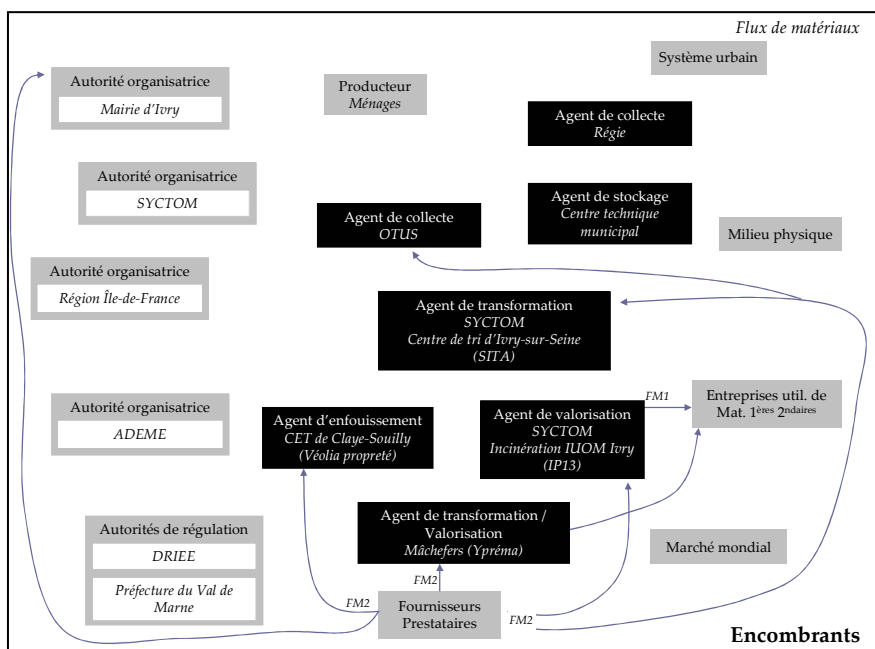 Flux de matériaux
Système urbain
Autorité organisatrice
Mairie d'Ivry
Producteur
Ménages
Agent de collecte
Régie
Autorité organisatrice
SYCTOM
Agent de stockage
Centre technique
municipal
Agent de collecte
OTUS
Milieu physique
Autorité organisatrice
Région Île-de-France
Agent de transformation
SYCTOM
Centre de tri d'Ivry-sur-Seine
(SITA)
FM1
Entreprises util. de
Mat. 1ères 2ndaires
Autorité organisatrice
ADEME
Agent d'enfouissement
CET de Claye-Souilly
(Véolia propreté)
Agent de valorisation
SYCTOM
Incinération IUOM Ivry
(IP13)
Agent de transformation /
Valorisation
Mâchefers (Ypréma)
Marché mondial
Autorités de régulation
DRIEE
Préfecture du Val de
Marne
FM2
FM2
Fournisseurs
Prestataires
FM2
Encombrants